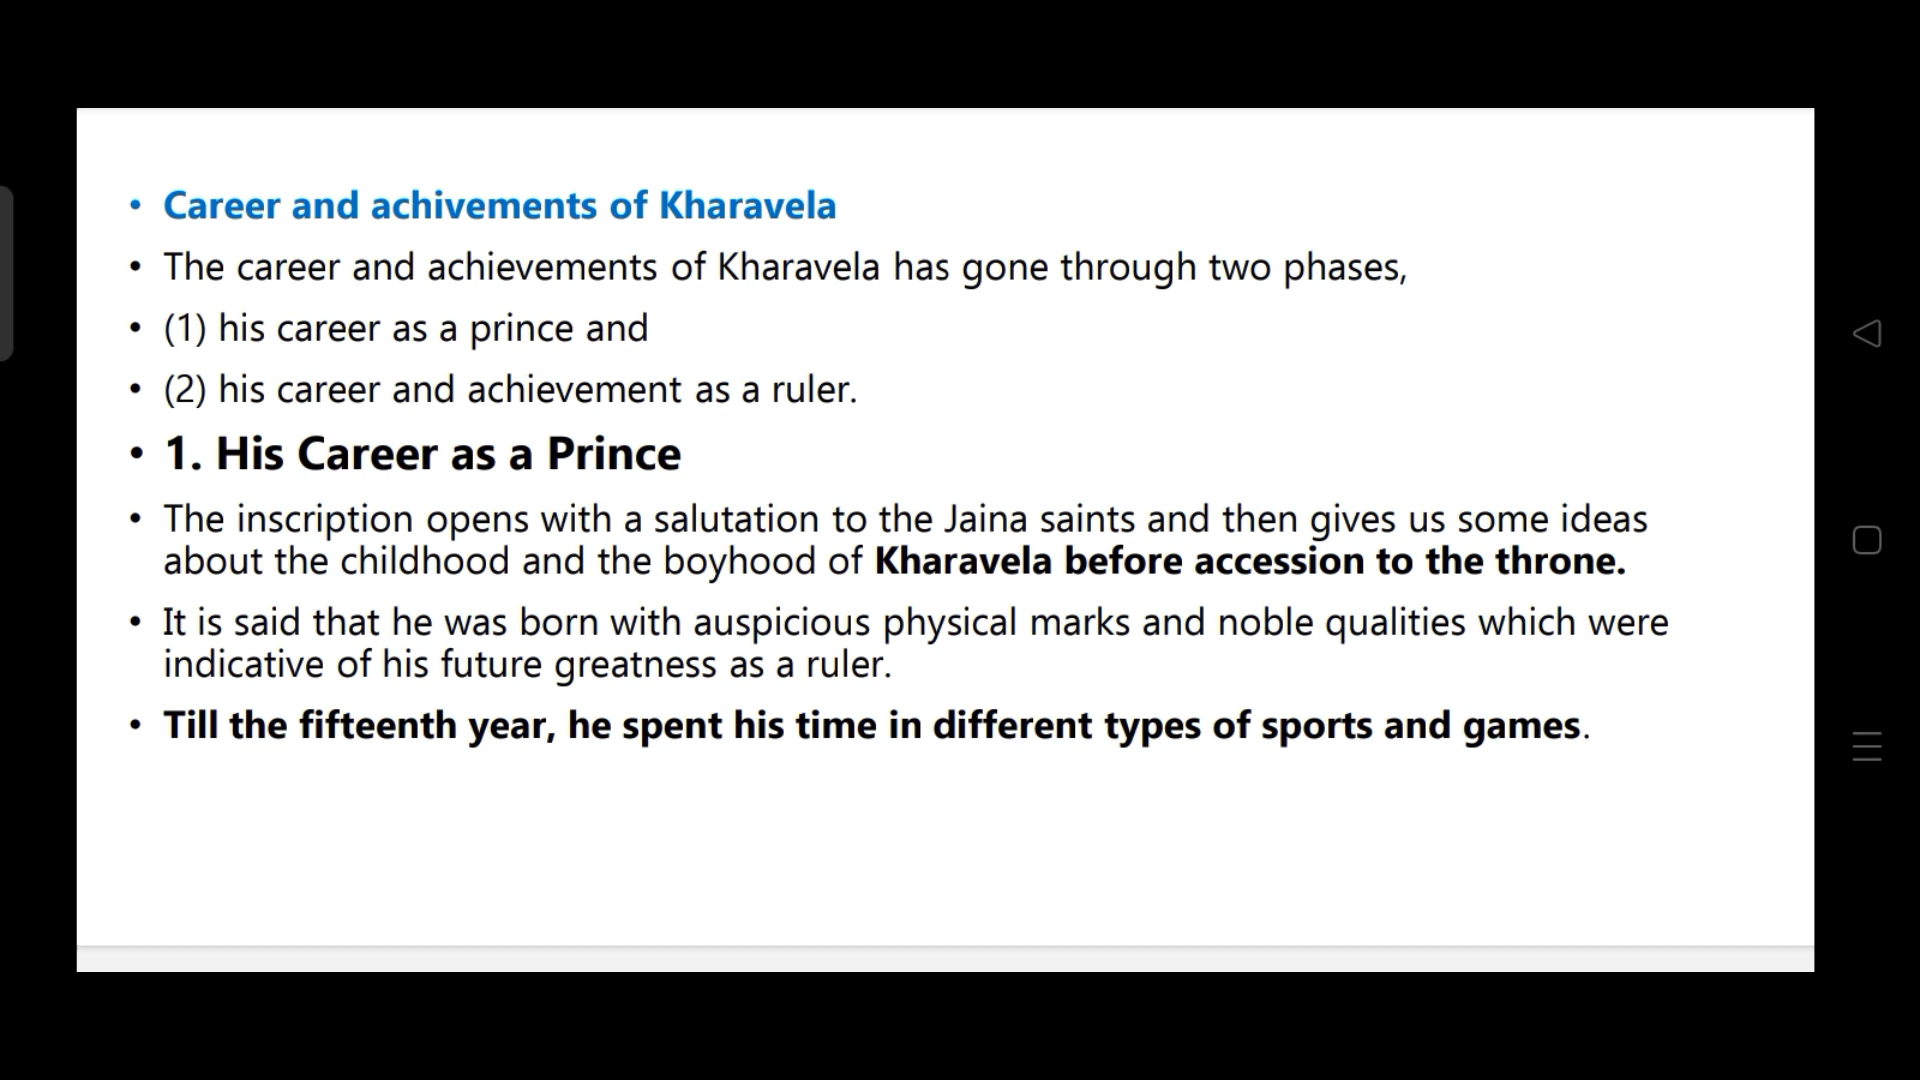 • Career and achivements of Kharavela
• The career and achievements of Kharavela has gone through two phases,
• (1) his career as a prince and
• (2) his career and achievement as a ruler.
• 1. His Career as a Prince
• The inscription opens with a salutation to the Jaina saints and then gives us some ideas
about the childhood and the boyhood of Kharavela before accession to the throne.
• It is said that he was born with auspicious physical marks and noble qualities which were
indicative of his future greatness as a ruler.
• Till the fifteenth year, he spent his time in different types of sports and games.